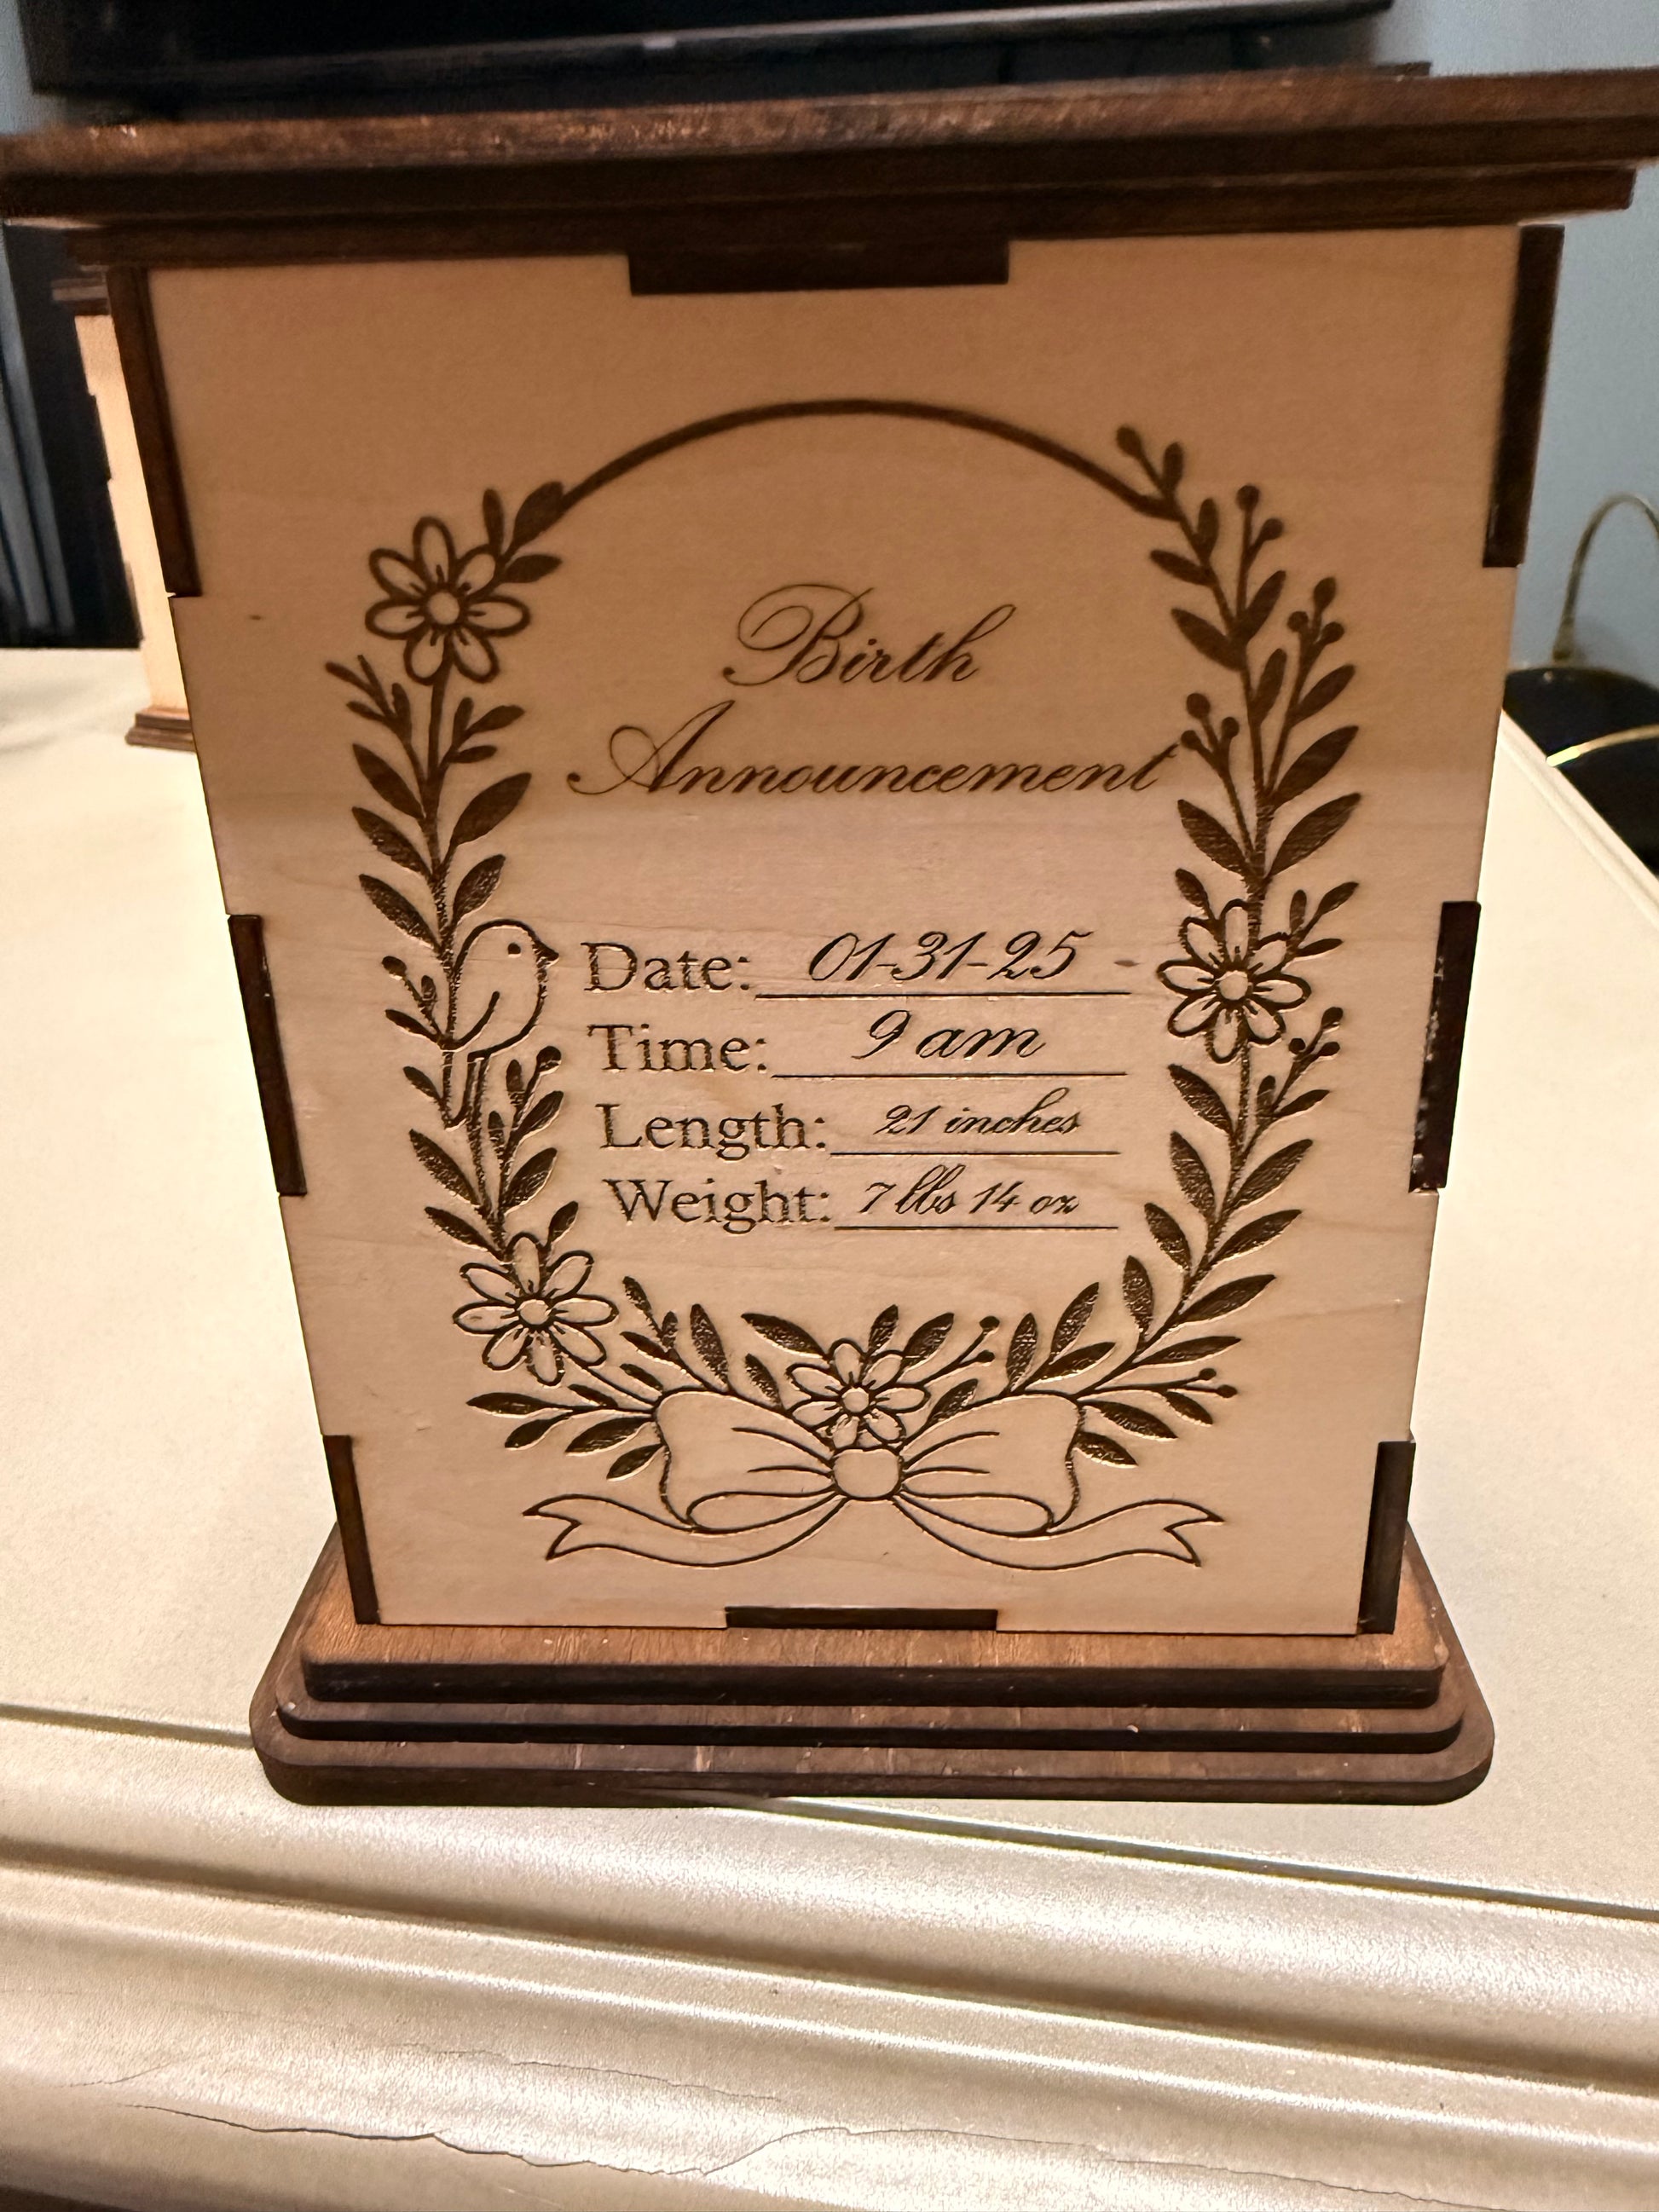 Birth
Announcement
Date: 01-31-25
Time: 9 am
Length: 21 inches
Weight: 7 lbs 14 oz